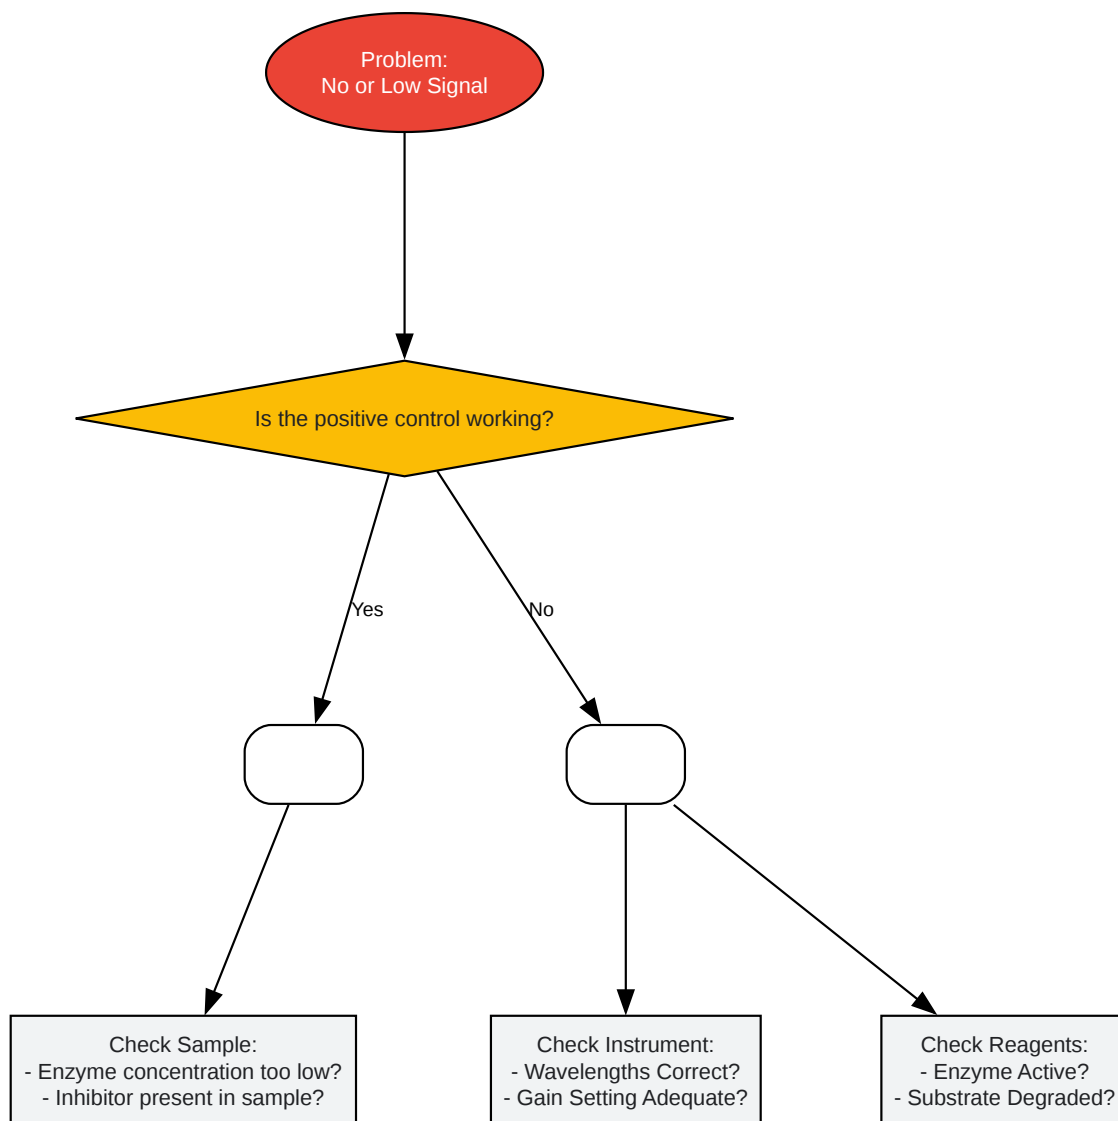 Problem:
No or Low Signal
Is the positive control working?
Yes
No
Check Sample:
- Enzyme concentration too low?
- Inhibitor present in sample?
Check Instrument:
- Wavelengths Correct?
- Gain Setting Adequate?
Check Reagents:
- Enzyme Active?
- Substrate Degraded?